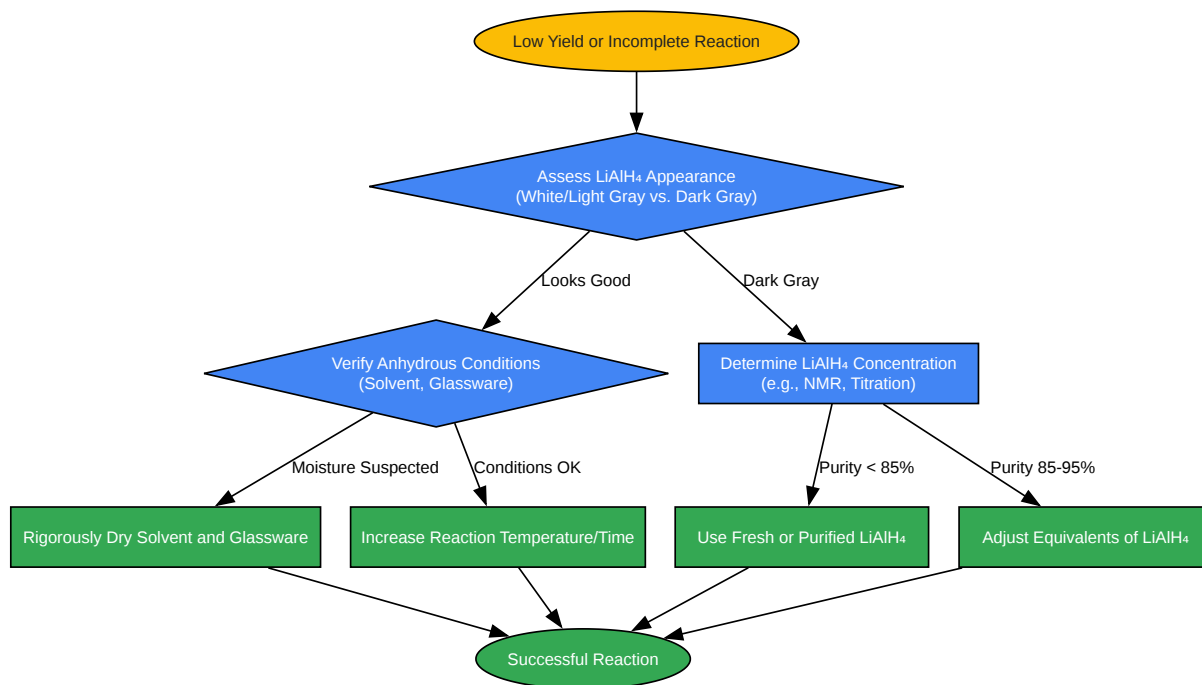 Low Yield or Incomplete Reaction
Assess LiAlH₄ Appearance
(White/Light Gray vs. Dark Gray)
Looks Good
Dark Gray
Verify Anhydrous Conditions
(Solvent, Glassware)
Determine LiAlH₄ Concentration
(e.g., NMR, Titration)
Moisture Suspected
Conditions OK
Purity < 85%
Purity 85-95%
Rigorously Dry Solvent and Glassware
Increase Reaction Temperature/Time
Use Fresh or Purified LiAlH₄
Adjust Equivalents of LiAlH₄
Successful Reaction